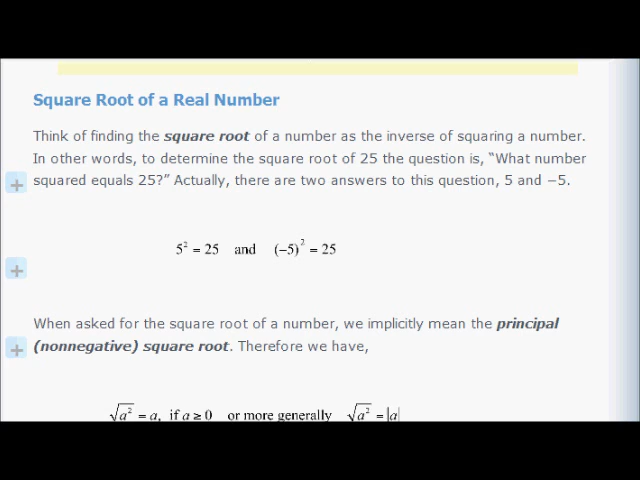 Square Root of a Real Number
Think of finding the square root of a number as the inverse of squaring a number.
In other words, to determine the square root of 25 the question is, “What number
squared equals 25?” Actually, there are two answers to this question, 5 and −5.
5² = 25 and (−5)² = 25
When asked for the square root of a number, we implicitly mean the principal
(nonnegative) square root. Therefore we have,
√a² = a, if a ≥ 0 or more generally √a² = |a|